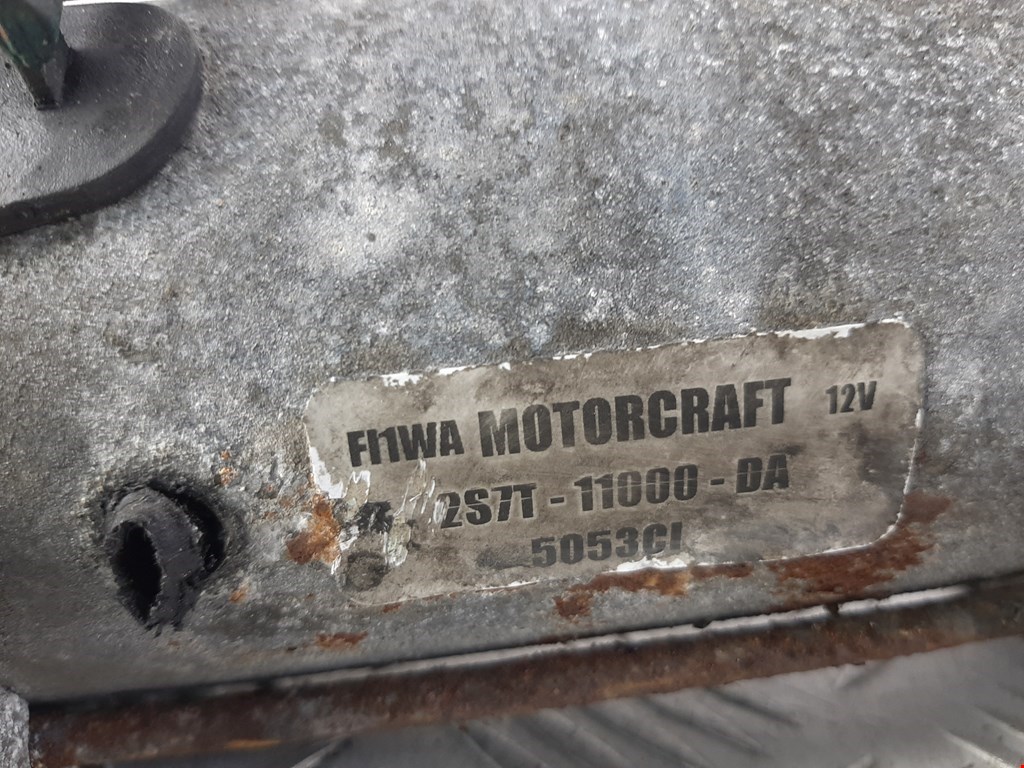 FI1WA MOTORCRAFT 12V
2S7T - 11000 - DA
5053CI